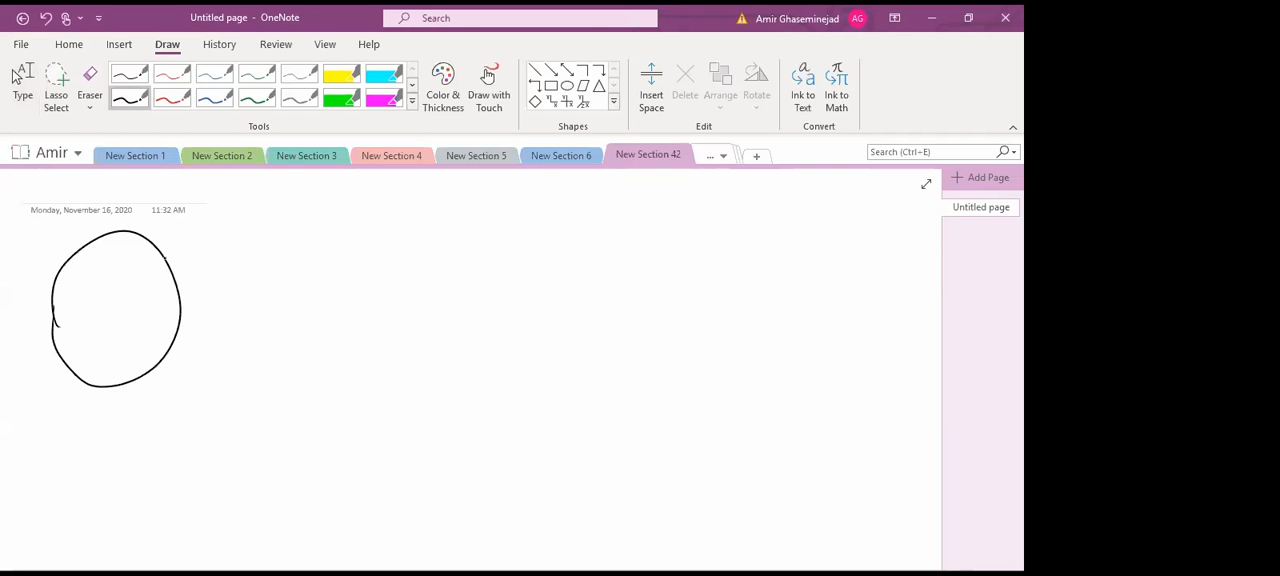 Untitled page - OneNote
Search
Amir Ghaseminejad
AG
File Home Insert Draw History Review View Help
Type
Lasso Select
Eraser
Color & Thickness
Draw with Touch
Insert Space
Delete
Arrange
Rotate
Ink to Text
Ink to Math
Tools Shapes Edit Convert
Amir New Section 1 New Section 2 New Section 3 New Section 4 New Section 5 New Section 6 New Section 42 ... +
Search (Ctrl+E)
+ Add Page
Untitled page
Monday, November 16, 2020 11:32 AM